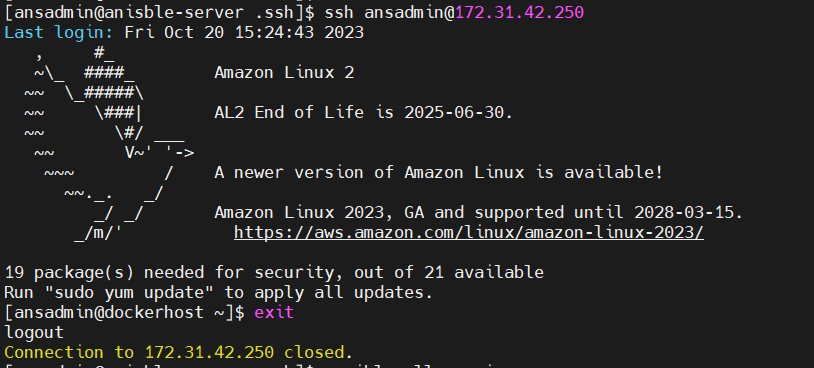 [ansadmin@anisble-server .ssh]$ ssh ansadmin@172.31.42.250
Last login: Fri Oct 20 15:24:43 2023
   ,     #_
   ~\_  ####_        Amazon Linux 2
  ~~  \_#####\
  ~~     \###|       AL2 End of Life is 2025-06-30.
  ~~       \#/ ___
   ~~       V~' '->
    ~~~         /    A newer version of Amazon Linux is available!
      ~~._.   _/
         _/ _/       Amazon Linux 2023, GA and supported until 2028-03-15.
       _/m/'           https://aws.amazon.com/linux/amazon-linux-2023/

19 package(s) needed for security, out of 21 available
Run "sudo yum update" to apply all updates.
[ansadmin@dockerhost ~]$ exit
logout
Connection to 172.31.42.250 closed.